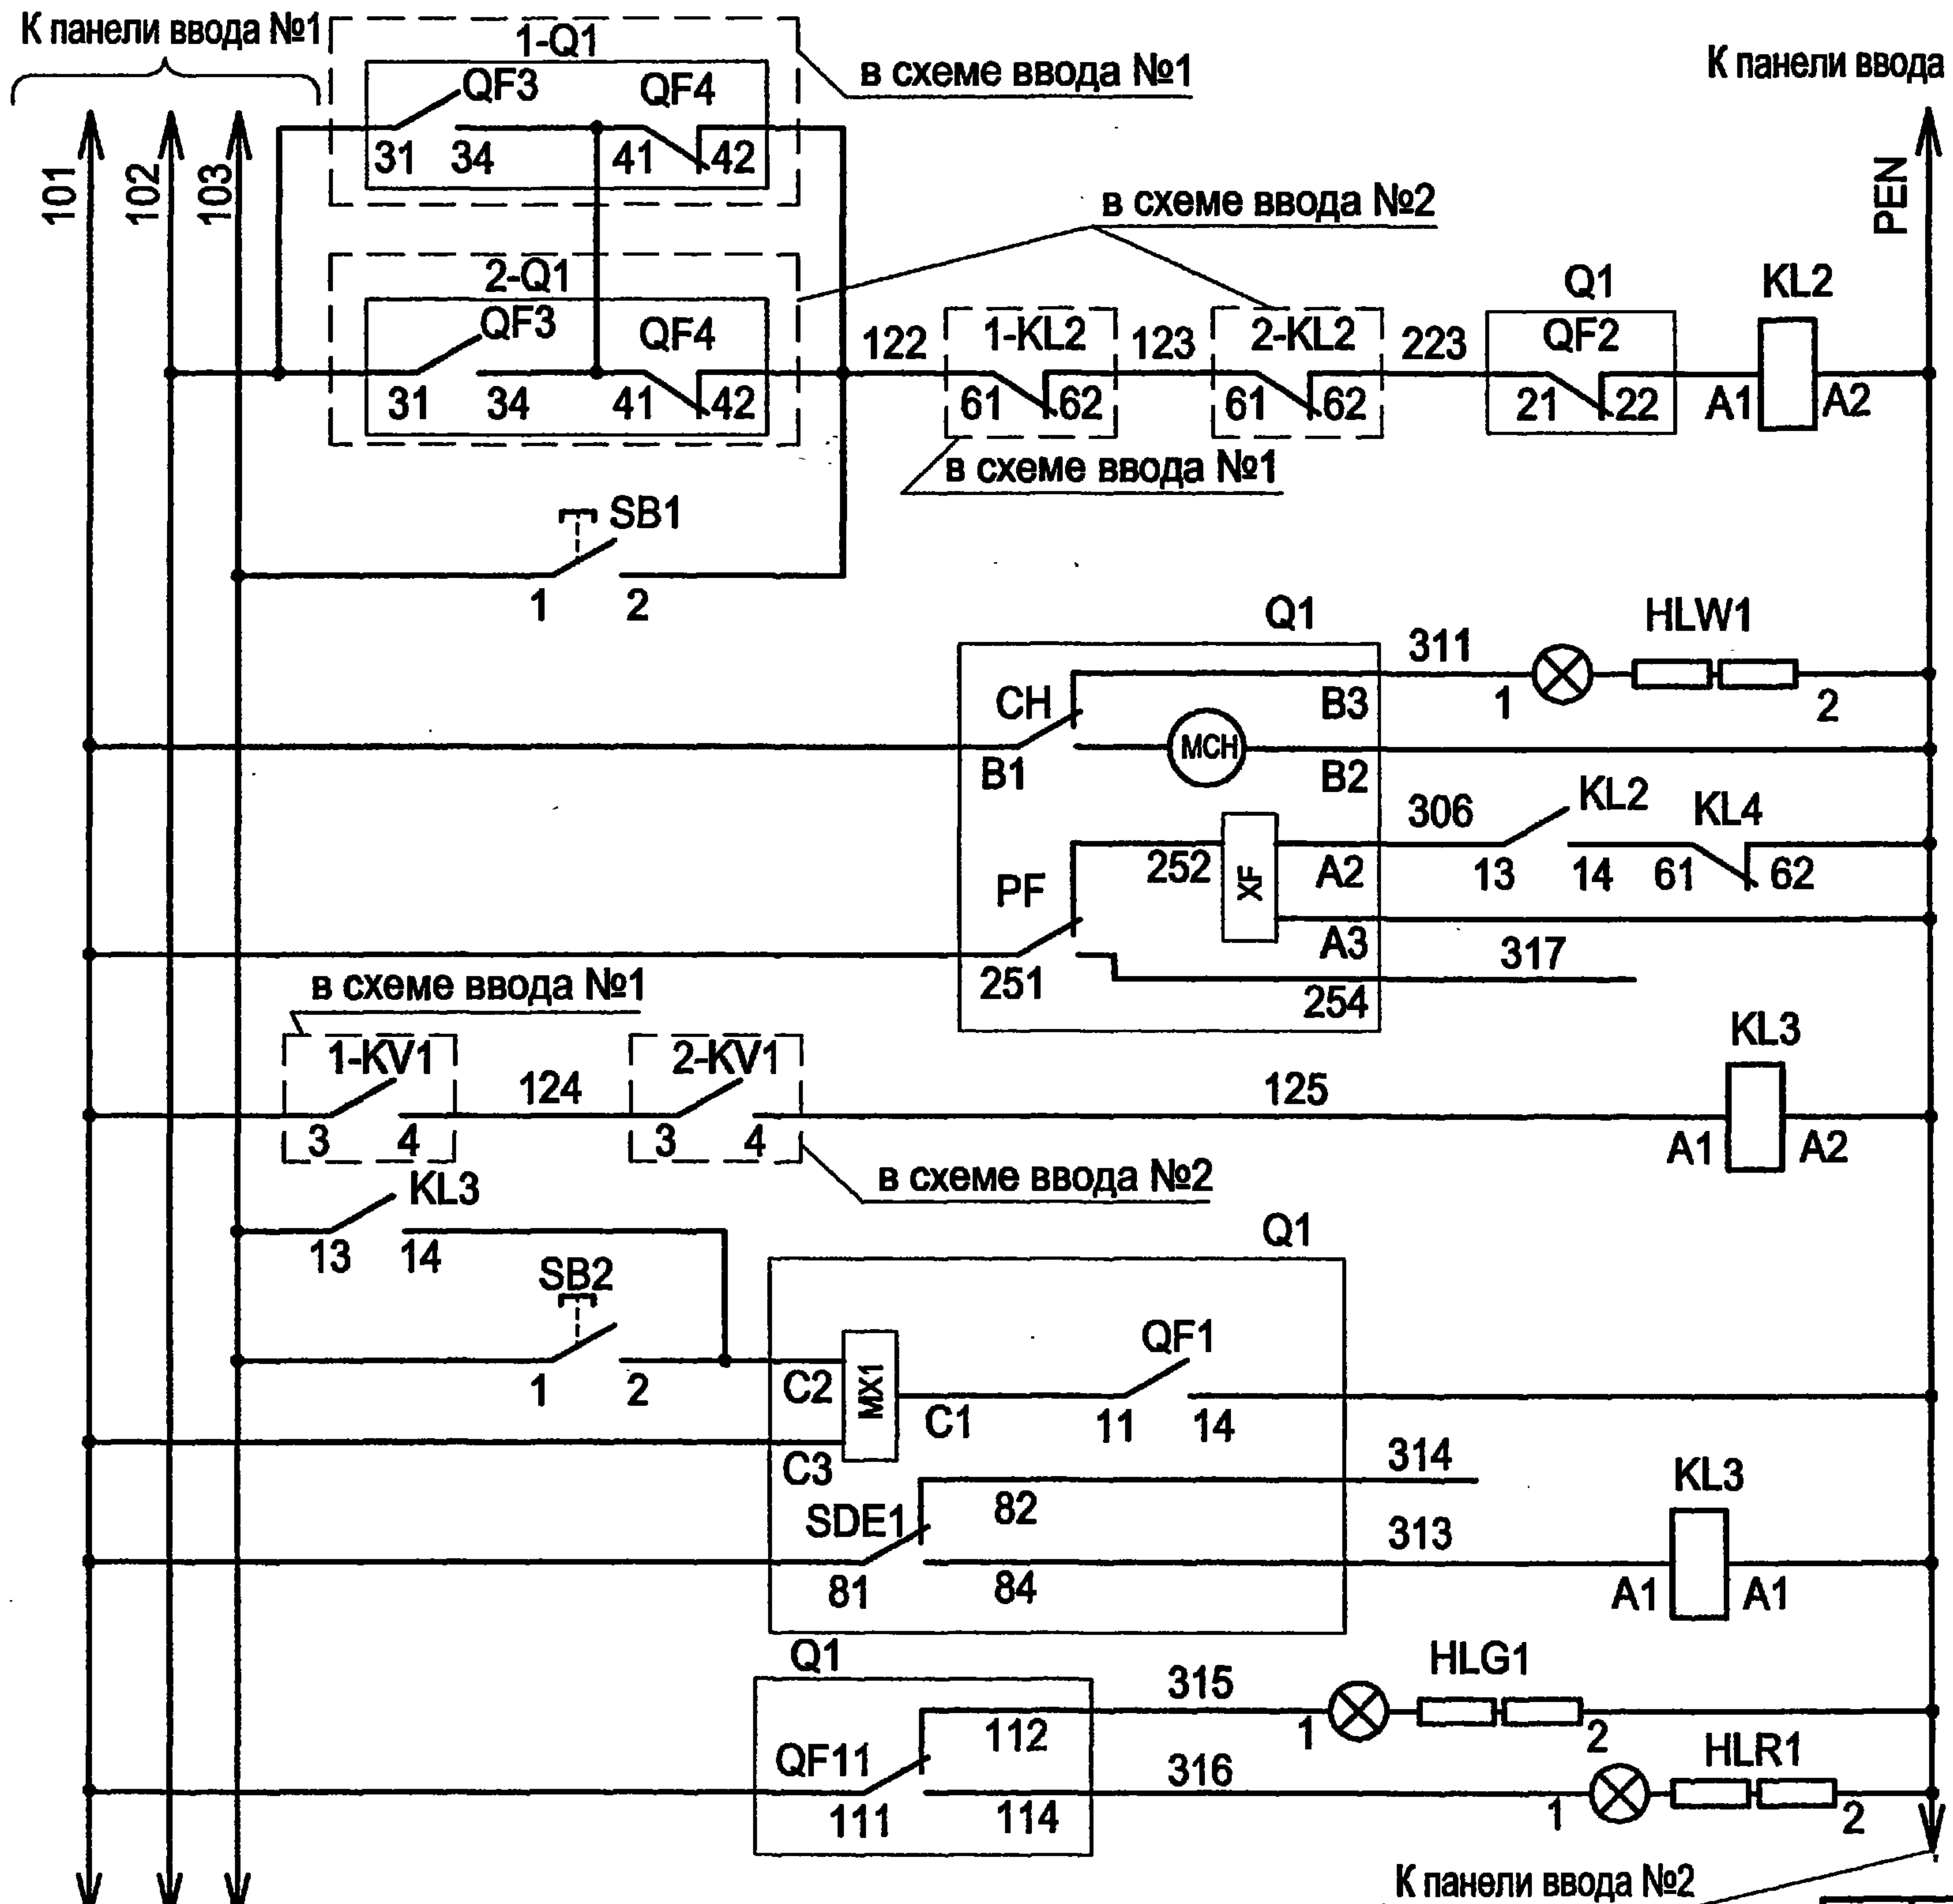 К панели ввода №1
1-Q1
в схеме ввода №1
К панели ввода
QF3
QF4
31
34
41
42
101
102
103
PEN
в схеме ввода №2
2-Q1
QF3
QF4
31
34
41
42
122
1-KL2
61
62
123
2-KL2
61
62
223
Q1
QF2
21
22
KL2
A1
A2
в схеме ввода №1
SB1
1
2
Q1
311
HLW1
1
2
CH
B3
MCH
B1
B2
306
KL2
KL4
252
XF
A2
13
14
61
62
PF
A3
317
251
254
в схеме ввода №1
1-KV1
3
4
124
2-KV1
3
4
125
KL3
A1
A2
в схеме ввода №2
KL3
13
14
Q1
SB2
1
2
C2
MX1
C1
QF1
11
14
C3
314
82
SDE1
313
KL3
81
84
A1
A1
Q1
315
HLG1
1
2
112
QF11
316
HLR1
111
114
1
2
К панели ввода №2